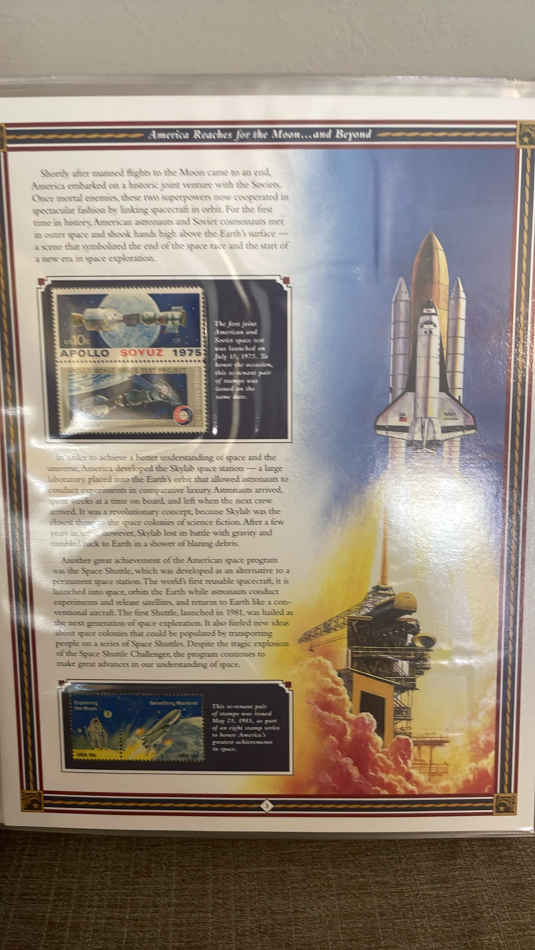 America Reaches for the Moon...and Beyond
Shortly after manned flights to the Moon came to an end,
America embarked on a historic joint venture with the Soviets.
Once mortal enemies, these two superpowers now cooperated in
spectacular fashion by linking spacecraft in orbit. For the first
time in history, American astronauts and Soviet cosmonauts met
in outer space and shook hands high above the Earth's surface —
a scene that symbolized the end of the space race and the start of
a new era in space exploration.
US 10c
APOLLO SOYUZ 1975
The first joint
American and
Soviet space test
was launched on
July 15, 1975. To
honor the occasion,
this se-tenant pair
of stamps was
issued on the
same date.
In order to achieve a better understanding of space and the
universe, America developed the Skylab space station — a large
laboratory placed into the Earth's orbit that allowed astronauts to
conduct experiments in comparative luxury. Astronauts arrived,
weeks at a time on board, and left when the next crew
arrived. It was a revolutionary concept, because Skylab was the
closest thing to the space colonies of science fiction. After a few
years however, Skylab lost its battle with gravity and
tumbled back to Earth in a shower of blazing debris.
Another great achievement of the American space program
was the Space Shuttle, which was developed as an alternative to a
permanent space station. The world's first reusable spacecraft, it is
launched into space, orbits the Earth while astronauts conduct
experiments and release satellites, and returns to Earth like a con-
ventional aircraft. The first Shuttle, launched in 1981, was hailed as
the next generation of space exploration. It also fueled new ideas
about space colonies that could be populated by transporting
people on a series of Space Shuttles. Despite the tragic explosion
of the Space Shuttle Challenger, the program continues to
make great advances in our understanding of space.
Exploring
the Moon
Benefiting Mankind
USA 18c
This se-tenant pair
of stamps was issued
May 21, 1981, as part
of an eight stamp series
to honor America's
greatest achievements
in space.